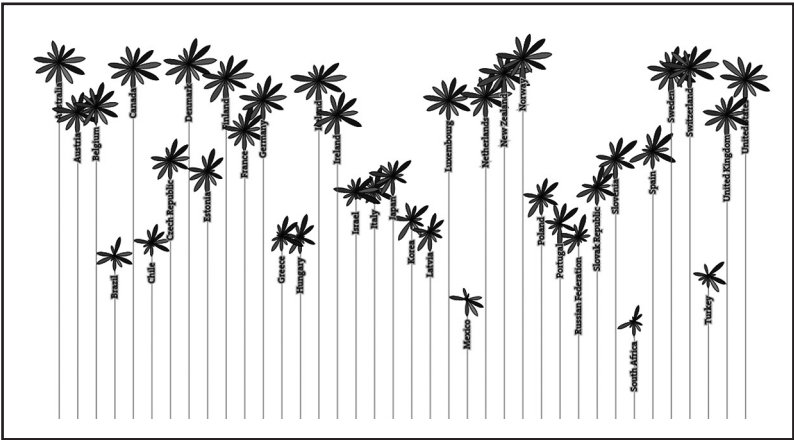 Australia
Austria
Belgium
Brazil
Canada
Chile
Czech Republic
Denmark
Estonia
Finland
France
Germany
Greece
Hungary
Iceland
Ireland
Israel
Italy
Japan
Korea
Latvia
Luxembourg
Mexico
Netherlands
New Zealand
Norway
Poland
Portugal
Russian Federation
Slovak Republic
Slovenia
South Africa
Spain
Sweden
Switzerland
Turkey
United Kingdom
United States